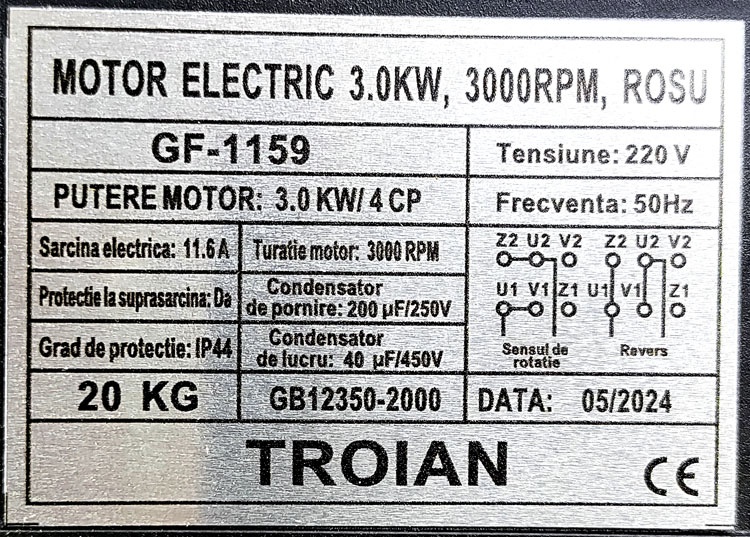 MOTOR ELECTRIC 3.0KW, 3000RPM, ROSU
GF-1159
Tensiune: 220 V
PUTERE MOTOR: 3.0 KW/ 4 CP
Frecventa: 50Hz
Sarcina electrica: 11.6 A
Turatie motor: 3000 RPM
Protectie la suprasarcina: Da
Condensator
de pornire: 200 µF/250V
Grad de protectie: IP44
Condensator
de lucru: 40 µF/450V
Z2 U2 V2 Z2 U2 V2
U1 V1 Z1 U1 V1 Z1
Sensul de
rotatie
Revers
20 KG
GB12350-2000
DATA: 05/2024
TROIAN
CE